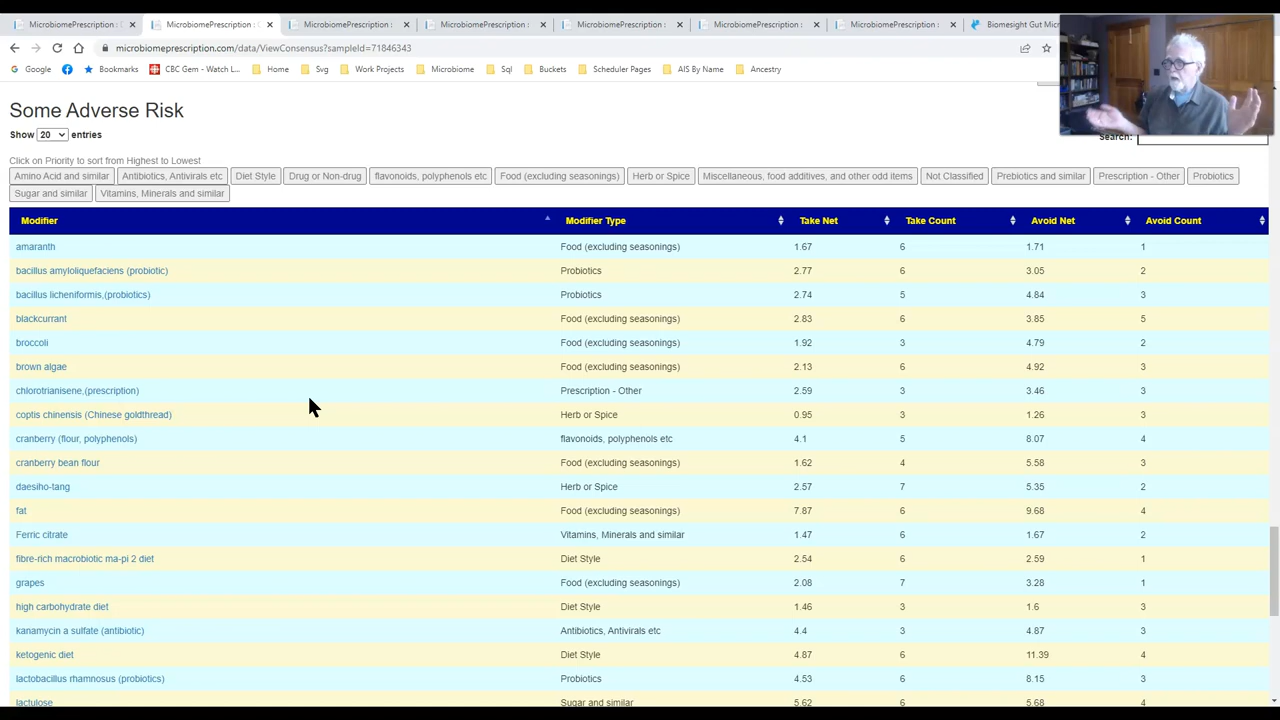 MicrobiomePrescription : C
MicrobiomePrescription : C
MicrobiomePrescription :
MicrobiomePrescription :
MicrobiomePrescription :
MicrobiomePrescription :
MicrobiomePrescription :
Biomesight Gut Micr
microbiomeprescription.com/data/ViewConsensus?sampleId=71846343
Google Bookmarks CBC Gem - Watch L... Home Svg Work Projects Microbiome Sql Buckets Scheduler Pages AIS By Name Ancestry
Some Adverse Risk
Show 20 entries
Search:
Click on Priority to sort from Highest to Lowest
Amino Acid and similar Antibiotics, Antivirals etc Diet Style Drug or Non-drug flavonoids, polyphenols etc Food (excluding seasonings) Herb or Spice Miscellaneous, food additives, and other odd items Not Classified Prebiotics and similar Prescription - Other Probiotics
Sugar and similar Vitamins, Minerals and similar
Modifier Modifier Type Take Net Take Count Avoid Net Avoid Count
amaranth Food (excluding seasonings) 1.67 6 1.71 1
bacillus amyloliquefaciens (probiotic) Probiotics 2.77 6 3.05 2
bacillus licheniformis,(probiotics) Probiotics 2.74 5 4.84 3
blackcurrant Food (excluding seasonings) 2.83 6 3.85 5
broccoli Food (excluding seasonings) 1.92 3 4.79 2
brown algae Food (excluding seasonings) 2.13 6 4.92 3
chlorotrianisene,(prescription) Prescription - Other 2.59 3 3.46 3
coptis chinensis (Chinese goldthread) Herb or Spice 0.95 3 1.26 3
cranberry (flour, polyphenols) flavonoids, polyphenols etc 4.1 5 8.07 4
cranberry bean flour Food (excluding seasonings) 1.62 4 5.58 3
daesiho-tang Herb or Spice 2.57 7 5.35 2
fat Food (excluding seasonings) 7.87 6 9.68 4
Ferric citrate Vitamins, Minerals and similar 1.47 6 1.67 2
fibre-rich macrobiotic ma-pi 2 diet Diet Style 2.54 6 2.59 1
grapes Food (excluding seasonings) 2.08 7 3.28 1
high carbohydrate diet Diet Style 1.46 3 1.6 3
kanamycin a sulfate (antibiotic) Antibiotics, Antivirals etc 4.4 3 4.87 3
ketogenic diet Diet Style 4.87 6 11.39 4
lactobacillus rhamnosus (probiotics) Probiotics 4.53 6 8.15 3
lactulose Sugar and similar 5.62 6 5.68 4